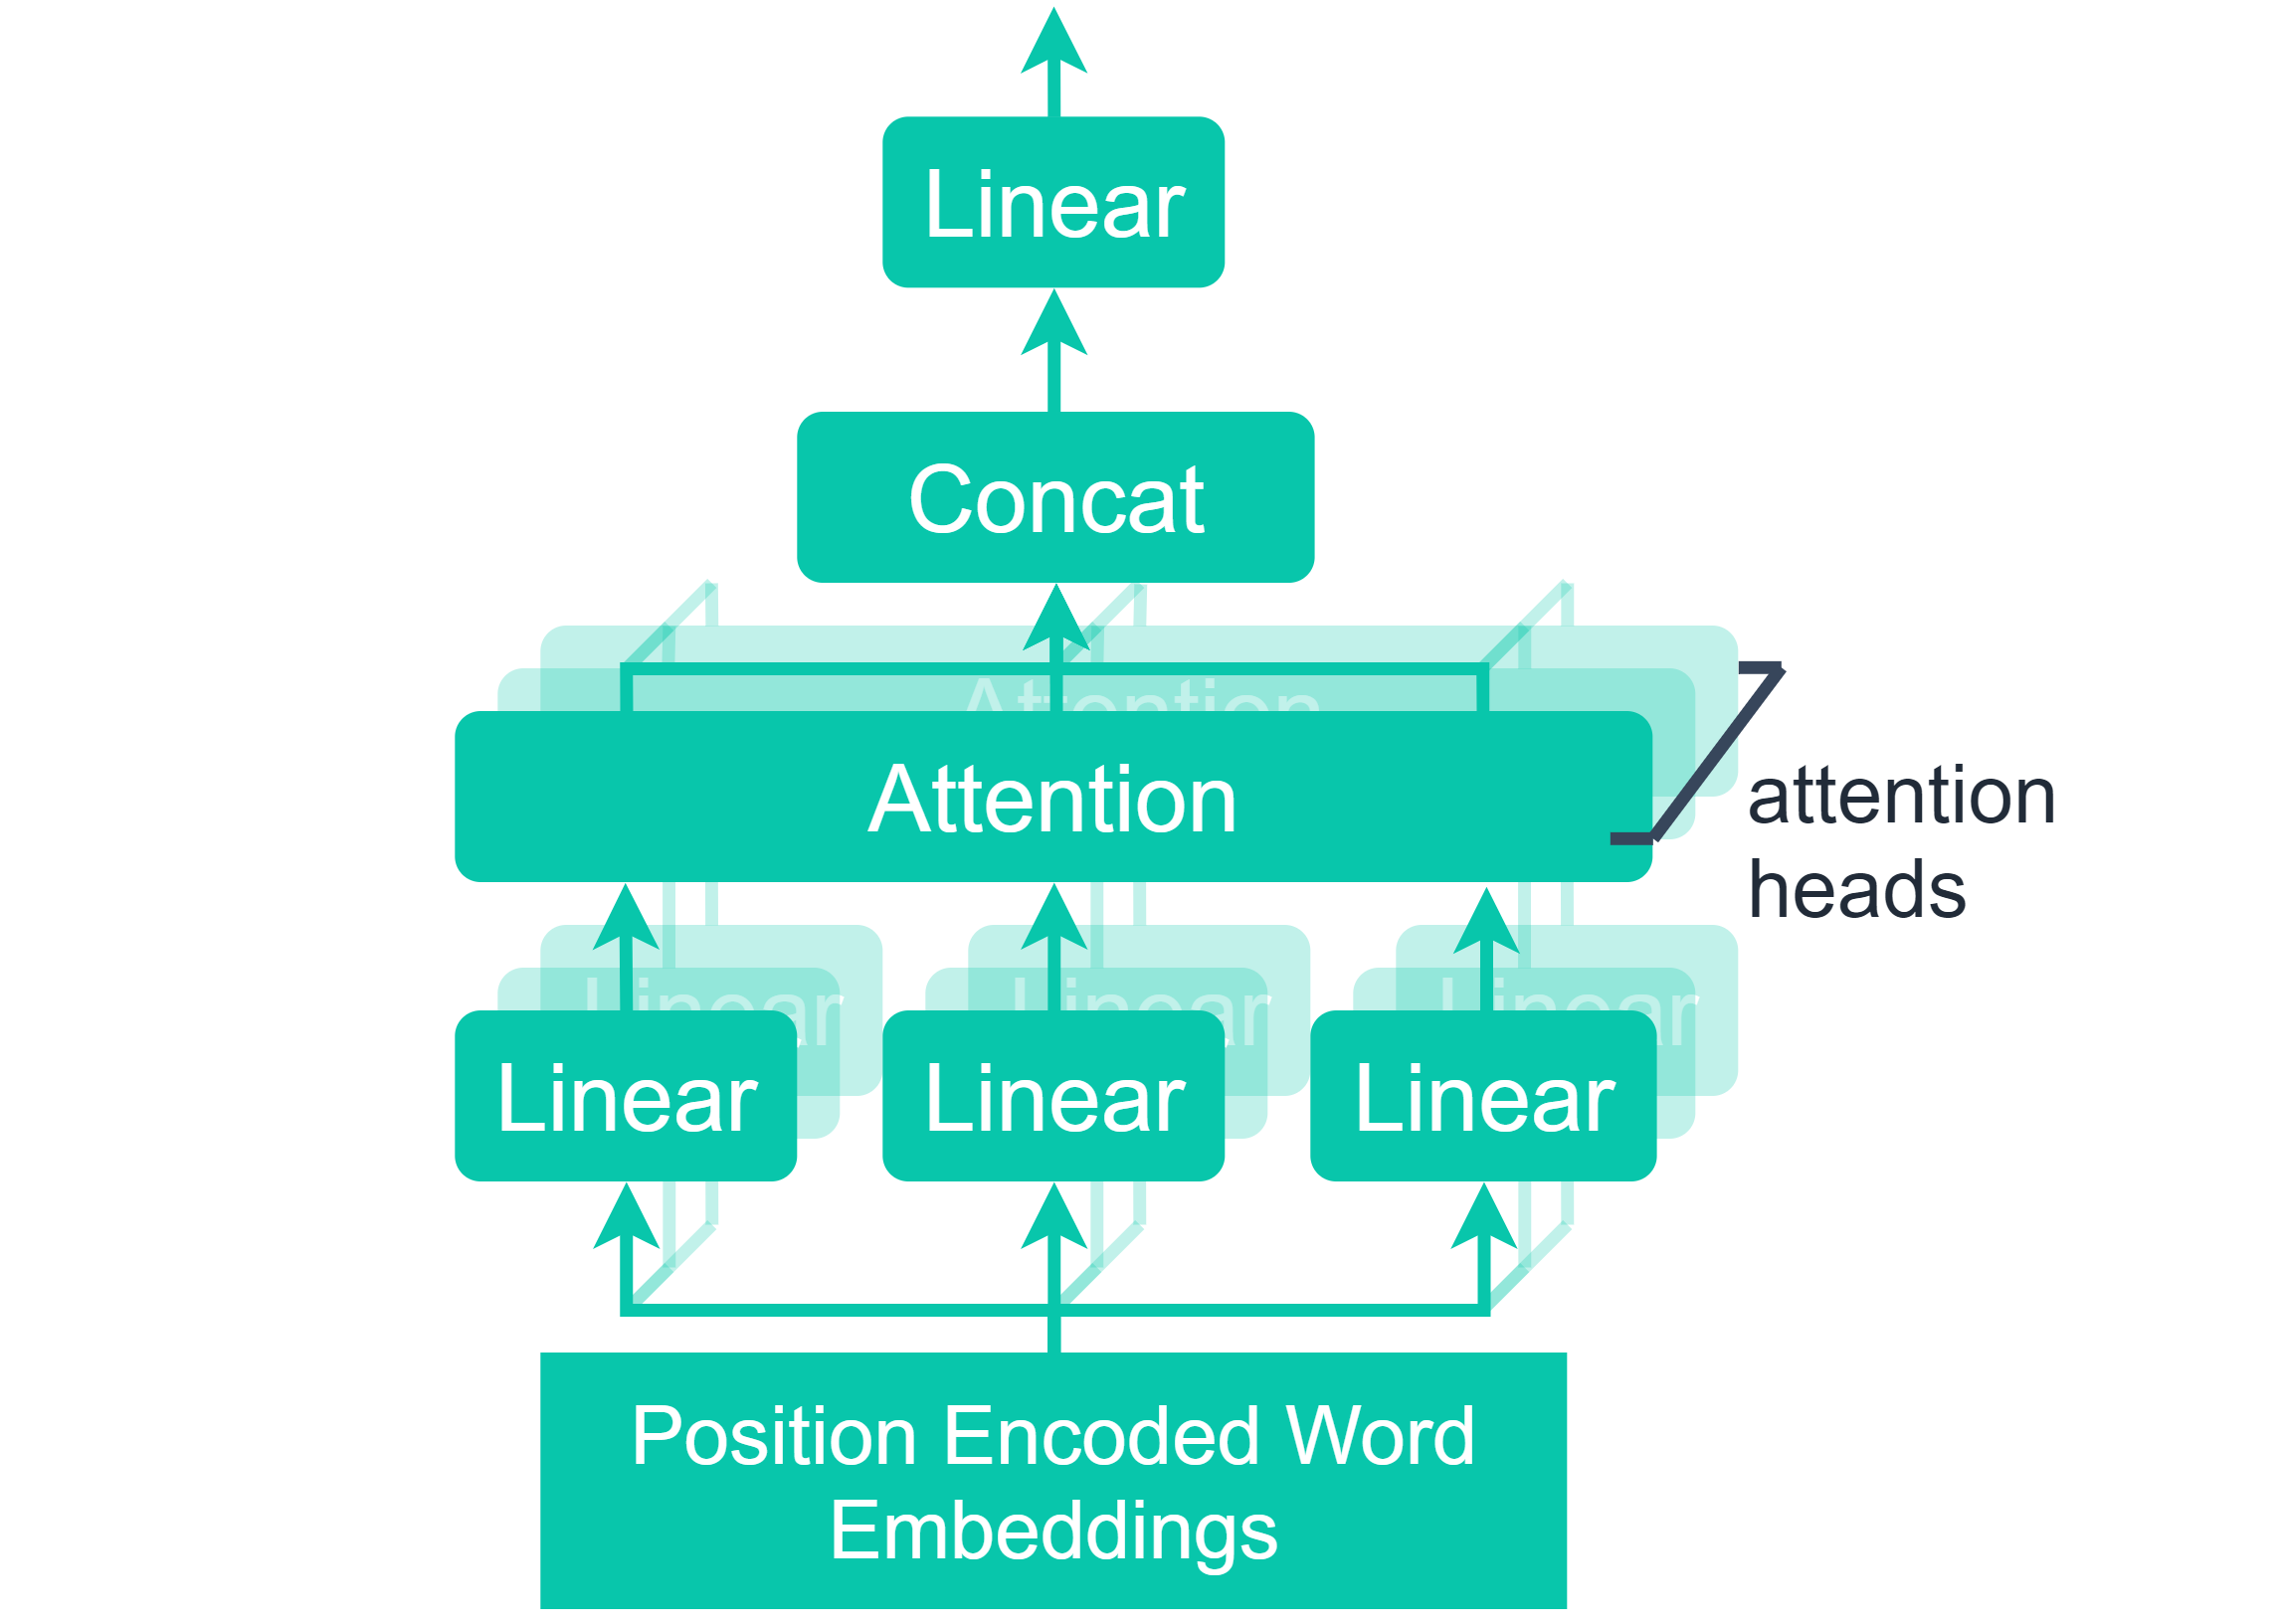 Linear
Concat
Attention
Attention
attention
heads
Linear Linear Linear
Linear Linear Linear
Position Encoded Word
Embeddings